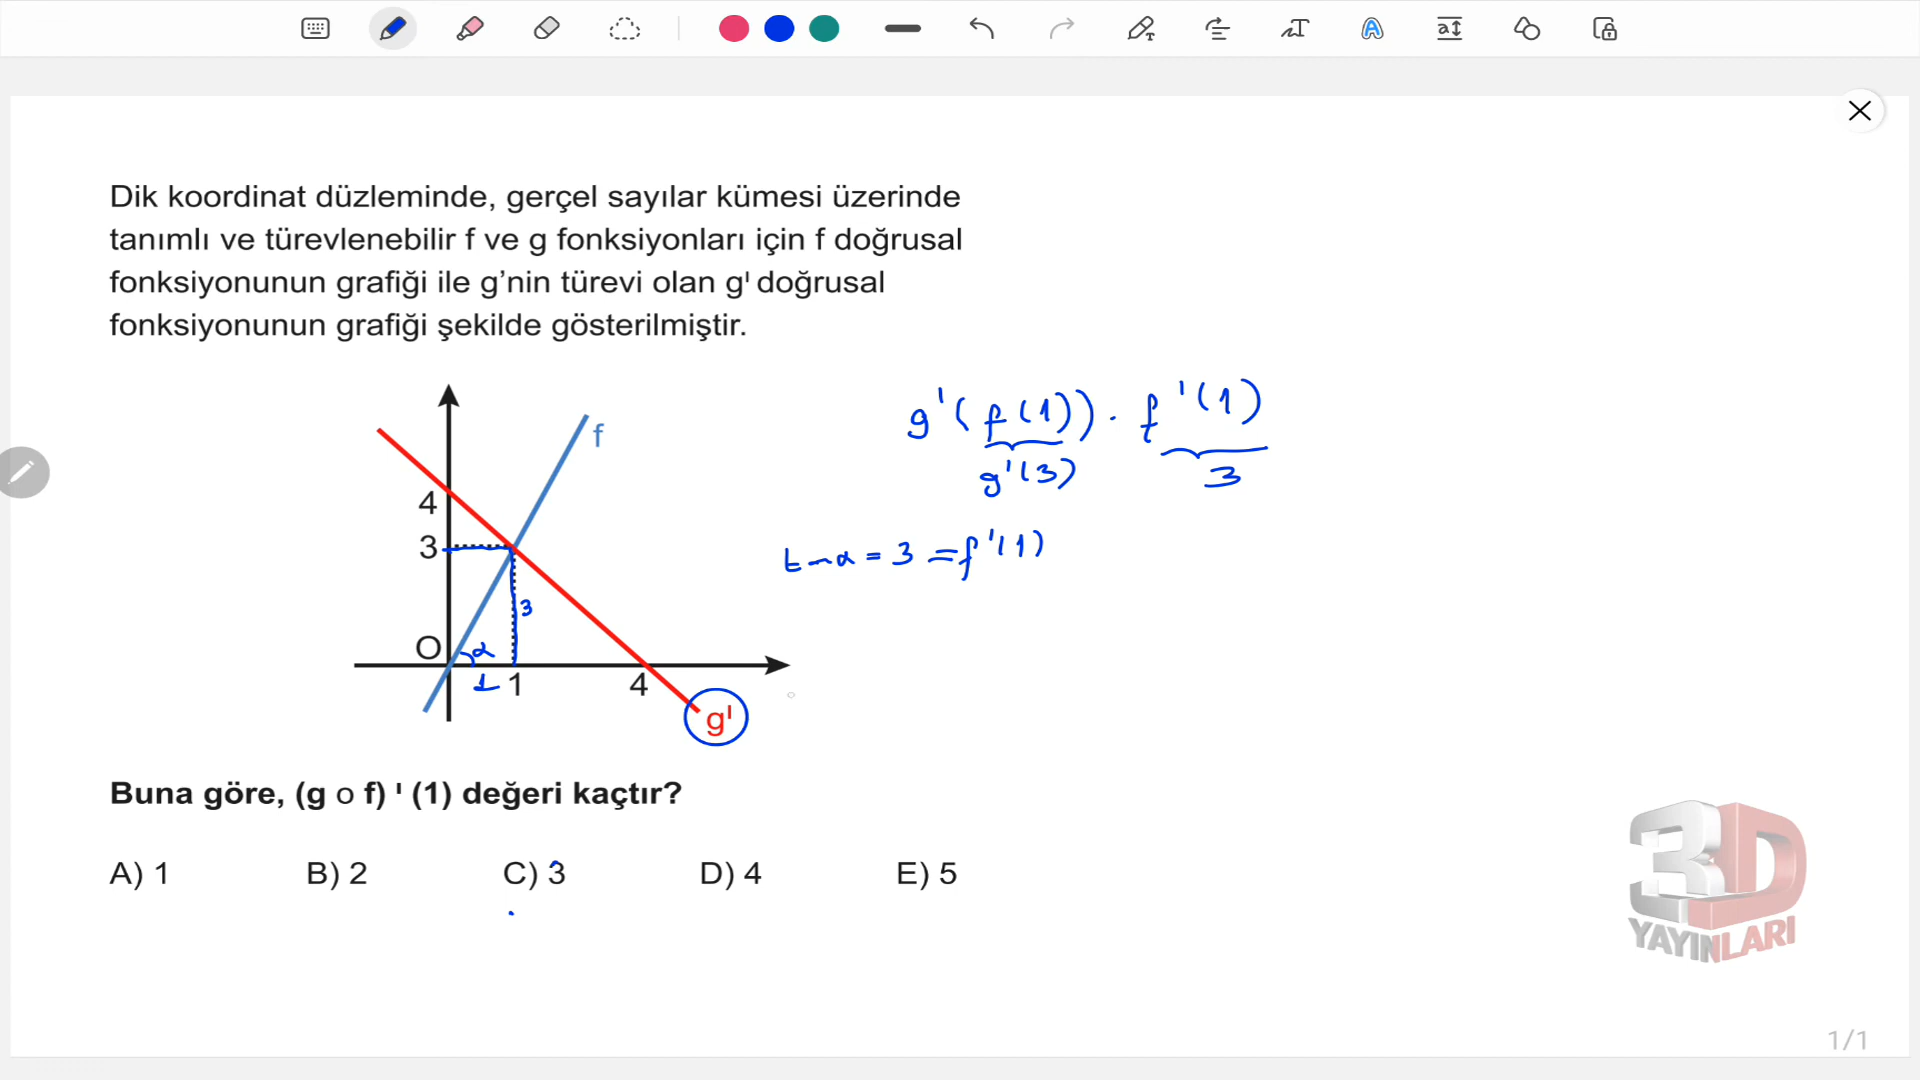 Dik koordinat düzleminde, gerçel sayılar kümesi üzerinde
tanımlı ve türevlenebilir f ve g fonksiyonları için f doğrusal
fonksiyonunun grafiği ile g’nin türevi olan g' doğrusal
fonksiyonunun grafiği şekilde gösterilmiştir.
f
4
3
O
1
4
g'
3
α
1
g'(f(1)) · f'(1)
g'(3)
3
tanα = 3 = f'(1)
Buna göre, (g o f) ' (1) değeri kaçtır?
A) 1 B) 2 C) 3 D) 4 E) 5
3D
YAYINLARI
1/1